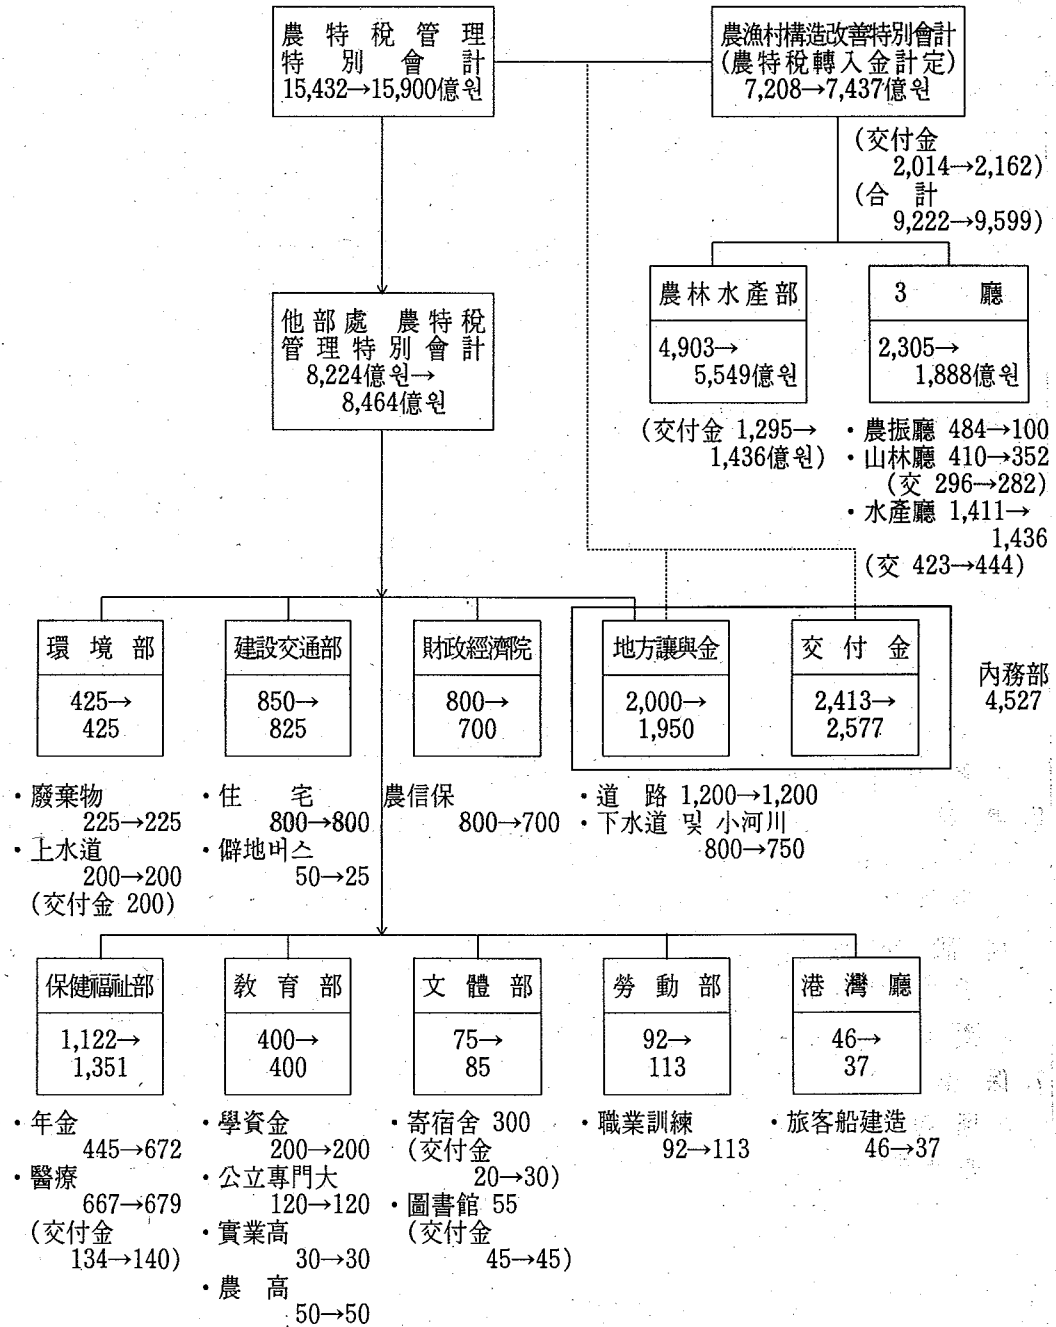 農特稅管理
特別會計
15,432→15,900億원
農漁村構造改善特別會計
(農特稅轉入金計定)
7,208→7,437億원
(交付金
2,014→2,162)
(合 計
9,222→9,599)
農林水產部
4,903→
5,549億원
(交付金 1,295→
1,436億원)
3 廳
2,305→
1,888億원
・農振廳 484→100
・山林廳 410→352
(交 296→282)
・水產廳 1,411→
1,436
(交 423→444)
他部處 農特稅
管理特別會計
8,224億원→
8,464億원
環境部
425→
425
・廢棄物
225→225
・上水道
200→200
(交付金 200)
建設交通部
850→
825
・住 宅
800→800
・僻地버스
50→25
財政經濟院
800→
700
農信保
800→700
地方讓與金
2,000→
1,950
交付金
2,413→
2,577
內務部
4,527
・道 路 1,200→1,200
・下水道 및 小河川
800→750
保健福祉部
1,122→
1,351
・年金
445→672
・醫療
667→679
(交付金
134→140)
敎育部
400→
400
・學資金
200→200
・公立專門大
120→120
・實業高
30→30
・農 高
50→50
文體部
75→
85
・寄宿舍 300
(交付金
20→30)
・圖書館 55
(交付金
45→45)
勞動部
92→
113
・職業訓練
92→113
港灣廳
46→
37
・旅客船建造
46→37